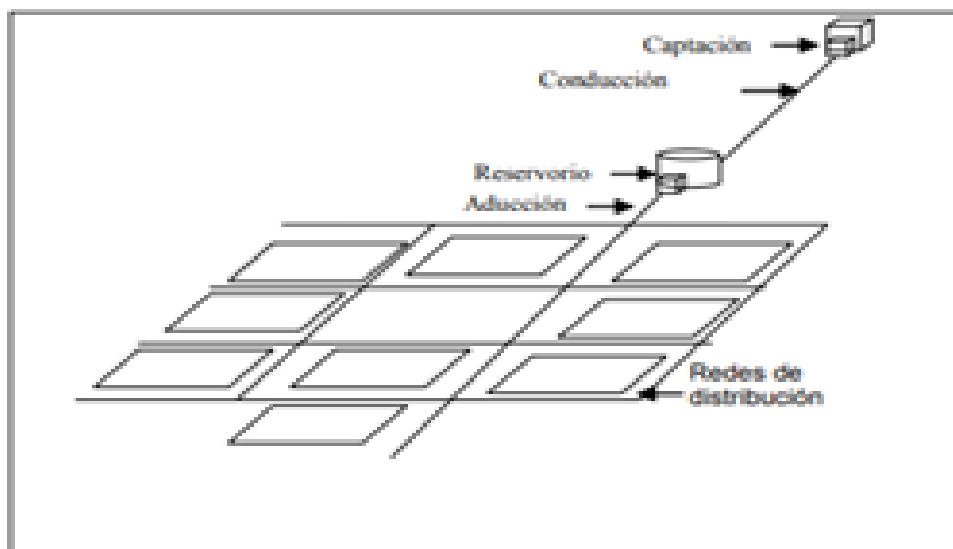 Captación
Conducción
Reservorio
Aducción
Redes de
distribución